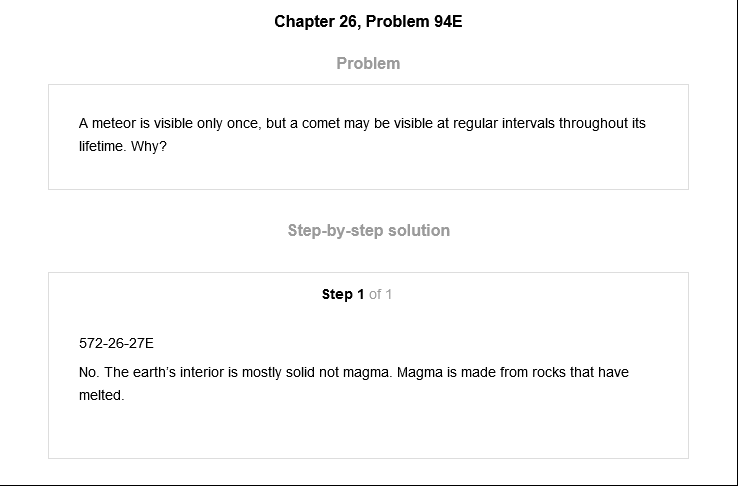 Chapter 26, Problem 94E
Problem
A meteor is visible only once, but a comet may be visible at regular intervals throughout its
lifetime. Why?
Step-by-step solution
Step 1 of 1
572-26-27E
No. The earth's interior is mostly solid not magma. Magma is made from rocks that have
melted.